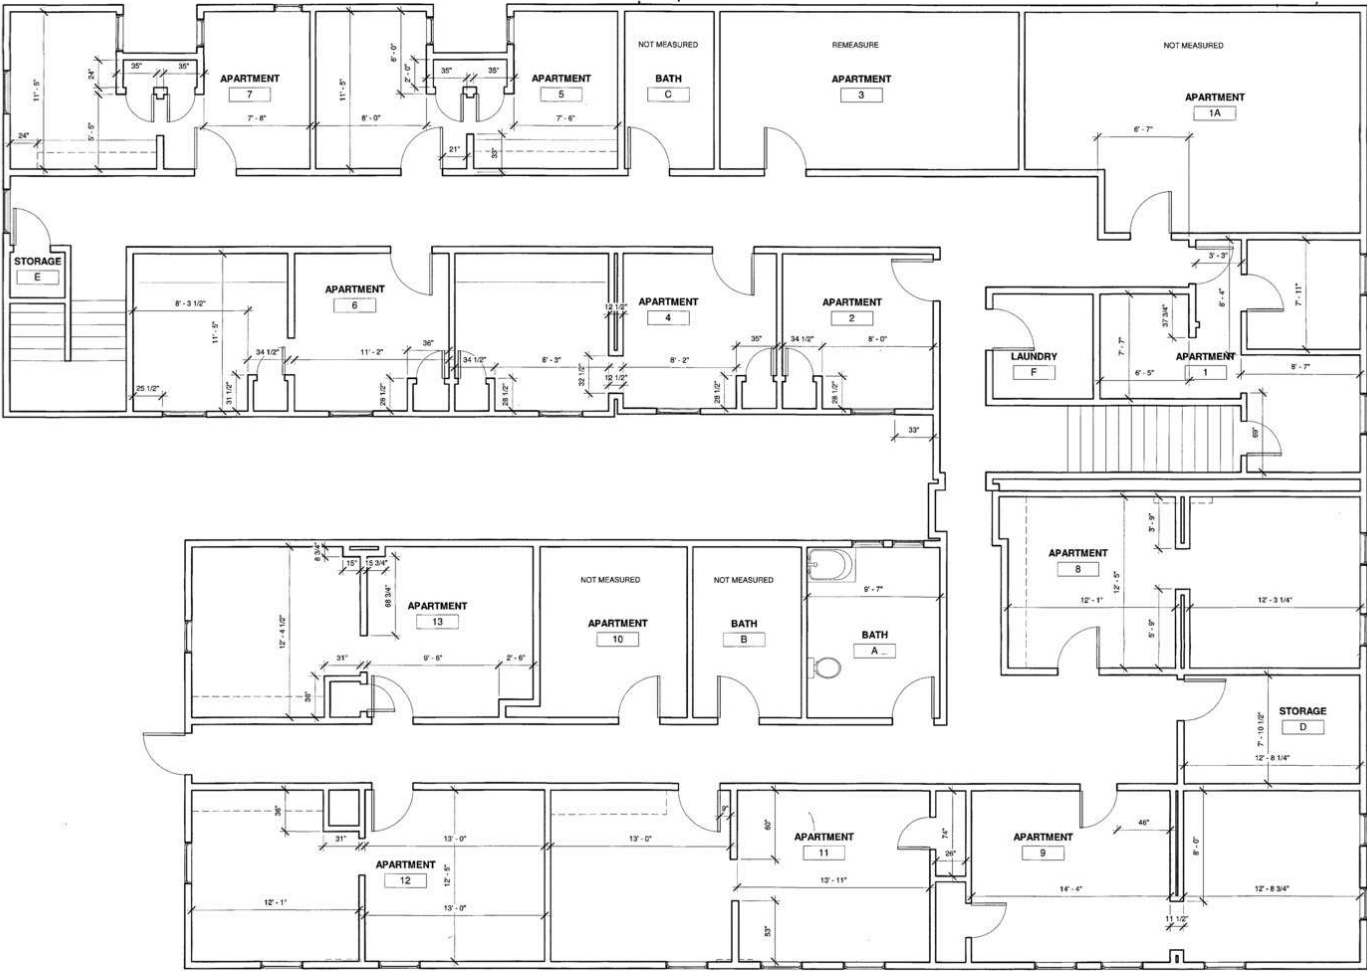 NOT MEASURED
REMEASURE
NOT MEASURED
35"
35"
24"
11' - 5"
5' - 5"
24"
APARTMENT
7
7' - 8"
11' - 5"
6' - 0"
2' - 0"
8' - 0"
35"
35"
21"
33"
APARTMENT
5
7' - 6"
BATH
C
APARTMENT
3
APARTMENT
1A
6' - 7"
STORAGE
E
8' - 3 1/2"
11' - 5"
34 1/2"
25 1/2"
31 1/2"
APARTMENT
6
11' - 2"
36"
28 1/2"
34 1/2"
28 1/2"
8' - 3"
12 1/2"
32 1/2"
12 1/2"
APARTMENT
4
8' - 2"
35"
28 1/2"
34 1/2"
28 1/2"
APARTMENT
2
8' - 0"
33"
LAUNDRY
F
7' - 7"
37 3/4"
6' - 5"
APARTMENT
1
3' - 3"
6' - 4"
7' - 11"
8' - 7"
69"
8 3/4"
15"
15 3/4"
68 3/4"
12' - 4 1/2"
31"
36"
APARTMENT
13
9' - 6"
2' - 6"
NOT MEASURED
APARTMENT
10
NOT MEASURED
BATH
B
9' - 7"
BATH
A
APARTMENT
8
12' - 5"
3' - 9"
12' - 1"
5' - 9"
12' - 3 1/4"
STORAGE
D
7' - 10 1/2"
12' - 8 1/4"
36"
31"
12' - 1"
APARTMENT
12
13' - 0"
12' - 5"
13' - 0"
13' - 0"
60"
APARTMENT
11
13' - 11"
53"
74"
26"
APARTMENT
9
46"
14' - 4"
11 1/2"
8' - 0"
12' - 8 3/4"